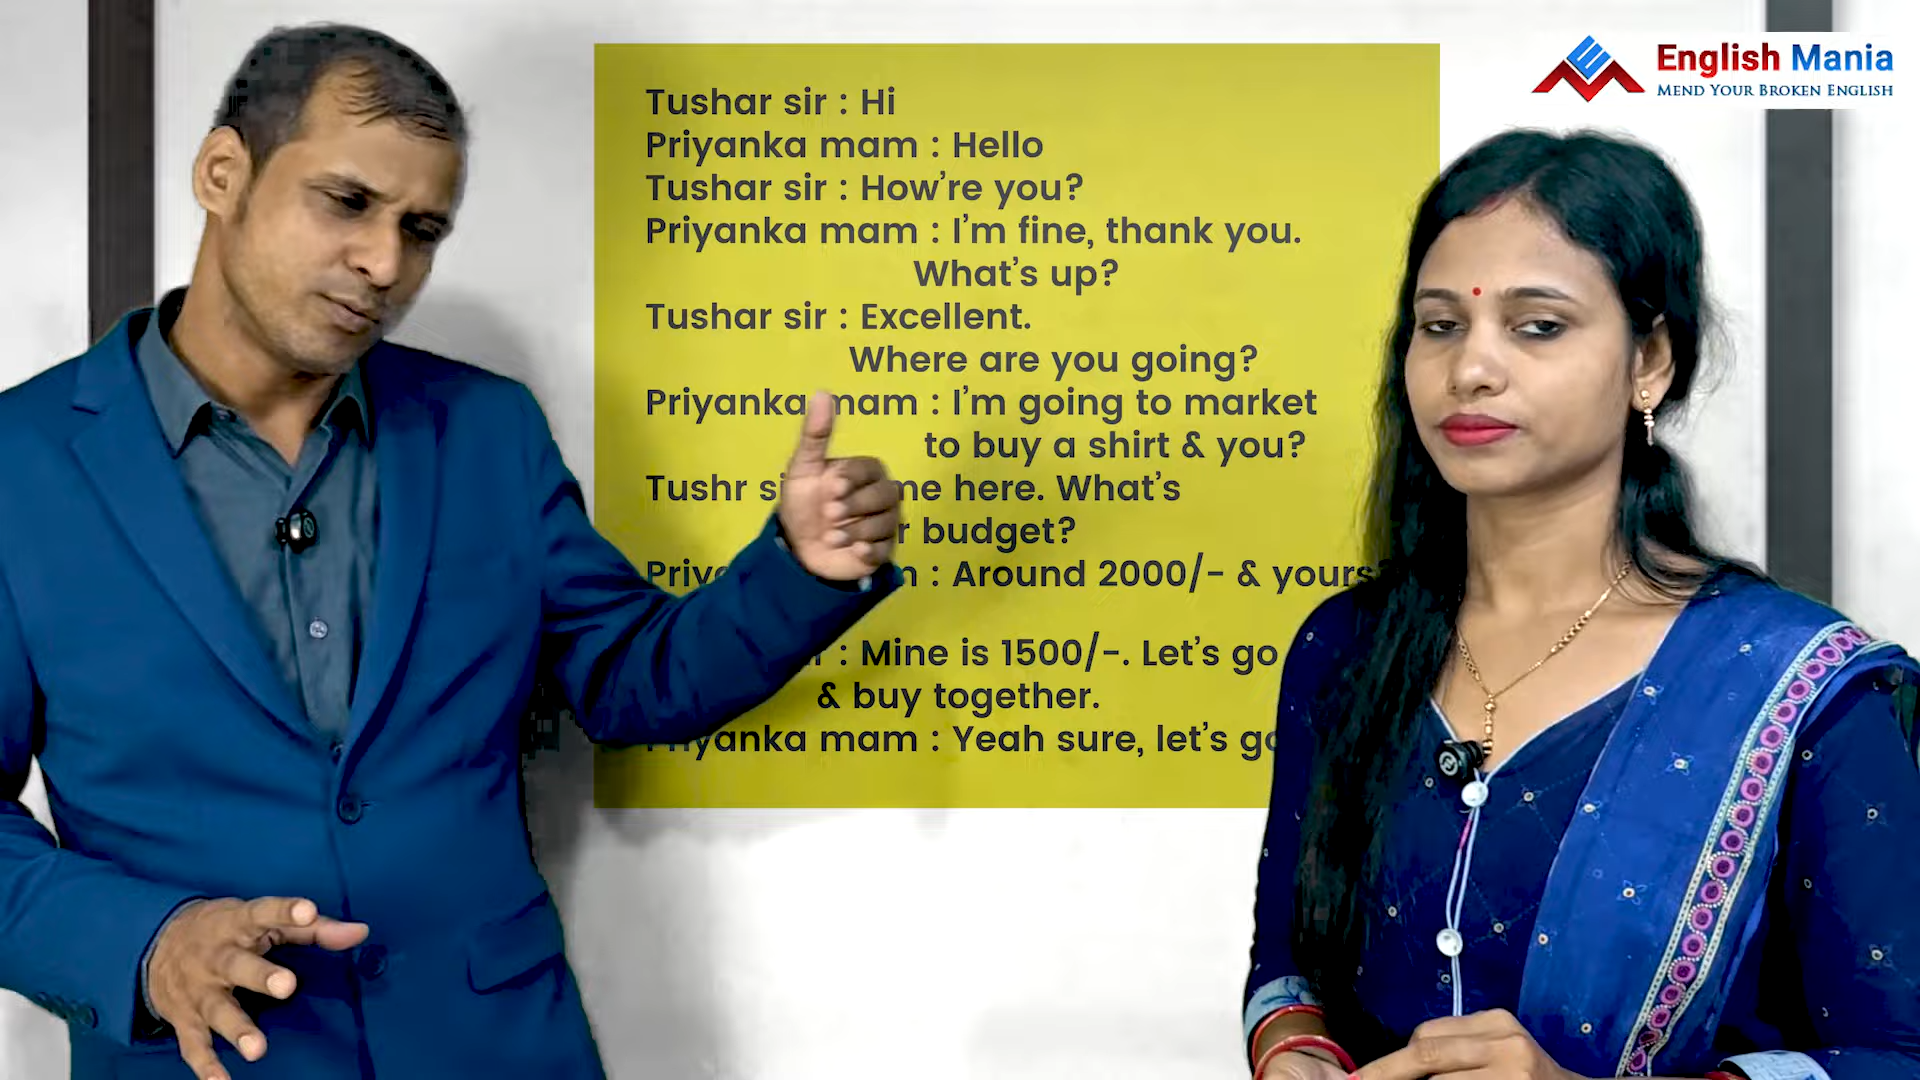 English Mania
MEND YOUR BROKEN ENGLISH
Tushar sir : Hi
Priyanka mam : Hello
Tushar sir : How're you?
Priyanka mam : I'm fine, thank you.
What's up?
Tushar sir : Excellent.
Where are you going?
Priyanka mam : I'm going to market
to buy a shirt & you?
Tushr here. What's
budget?
: Around 2000/- & yours?
: Mine is 1500/-. Let's go
& buy together.
mam : Yeah sure, let's go